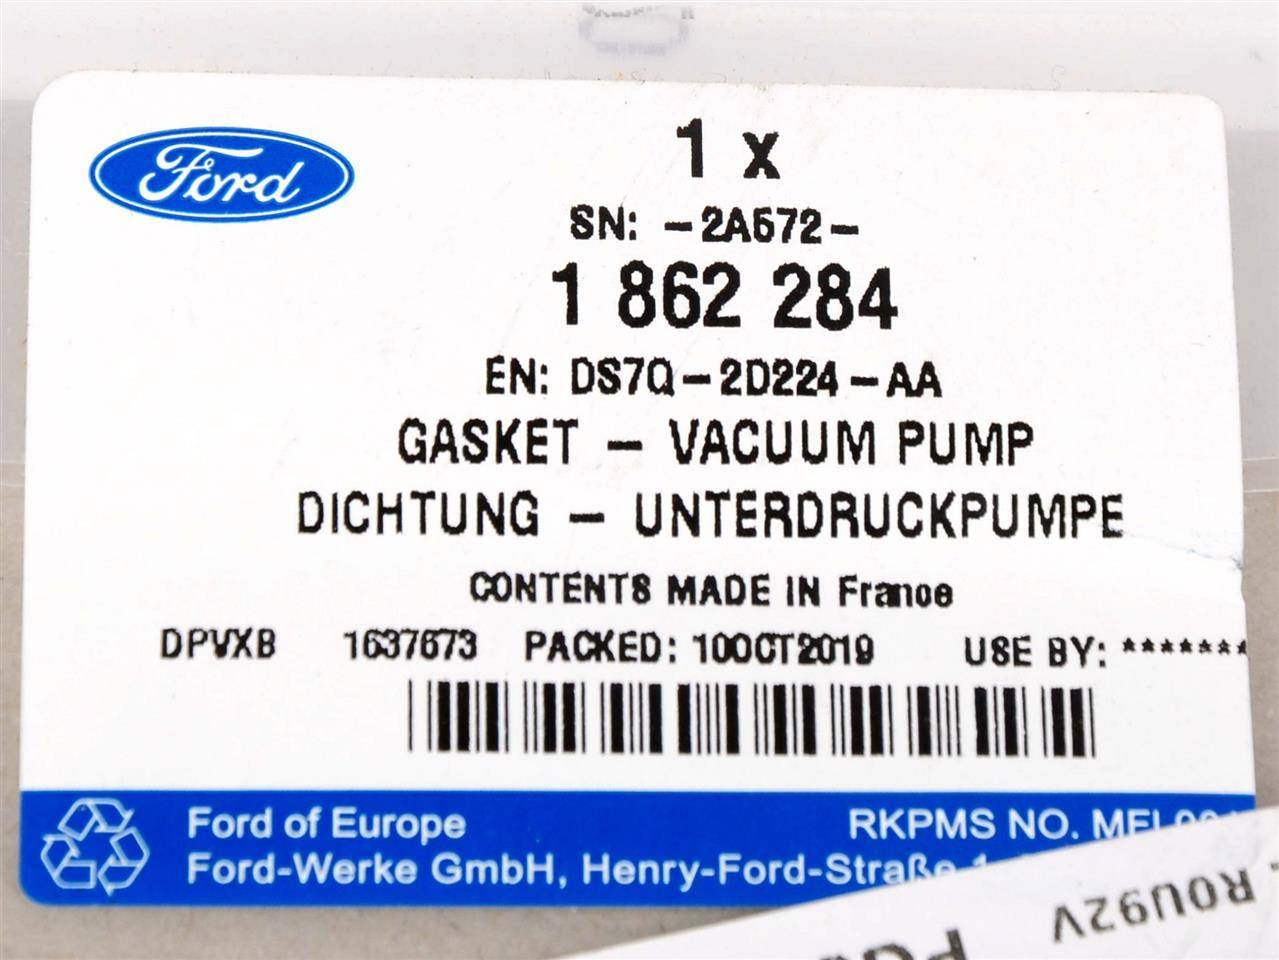 Ford
1 x
SN: -2A572-
1 862 284
EN: DS7Q-2D224-AA
GASKET - VACUUM PUMP
DICHTUNG - UNTERDRUCKPUMPE
CONTENTS MADE IN France
DPVXB 1637673 PACKED: 10OCT2019 USE BY: *******
Ford of Europe RKPMS NO.
Ford-Werke GmbH, Henry-Ford-Straße
R0U92V